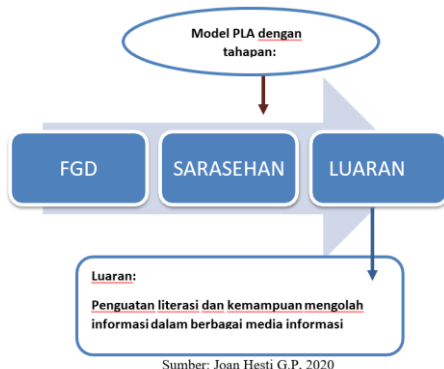 Model PLA dengan
tahapan:
FGD
SARASEHAN
LUARAN
Luaran:
Penguatan literasi dan kemampuan mengolah
informasi dalam berbagai media informasi
Sumber: Joan Hesti G.P, 2020